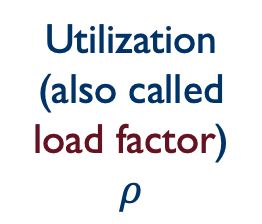 Utilization
(also called
load factor)
ρ